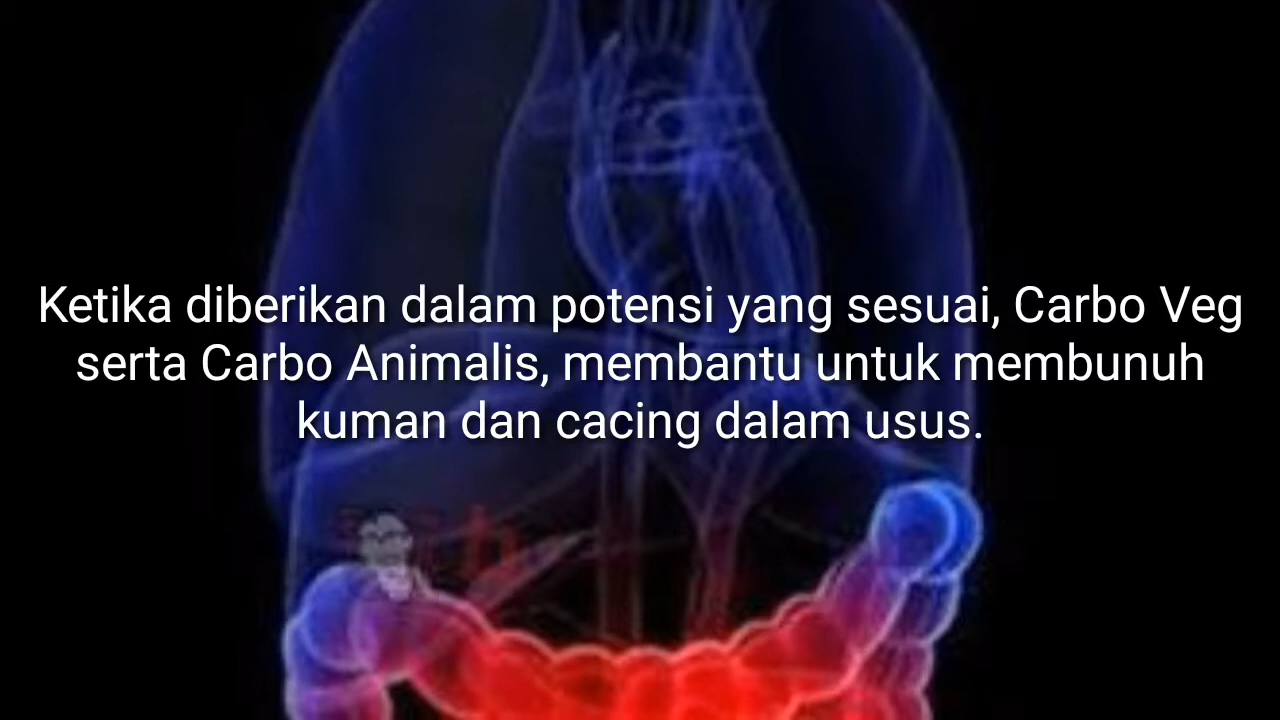 Ketika diberikan dalam potensi yang sesuai, Carbo Veg
serta Carbo Animalis, membantu untuk membunuh
kuman dan cacing dalam usus.